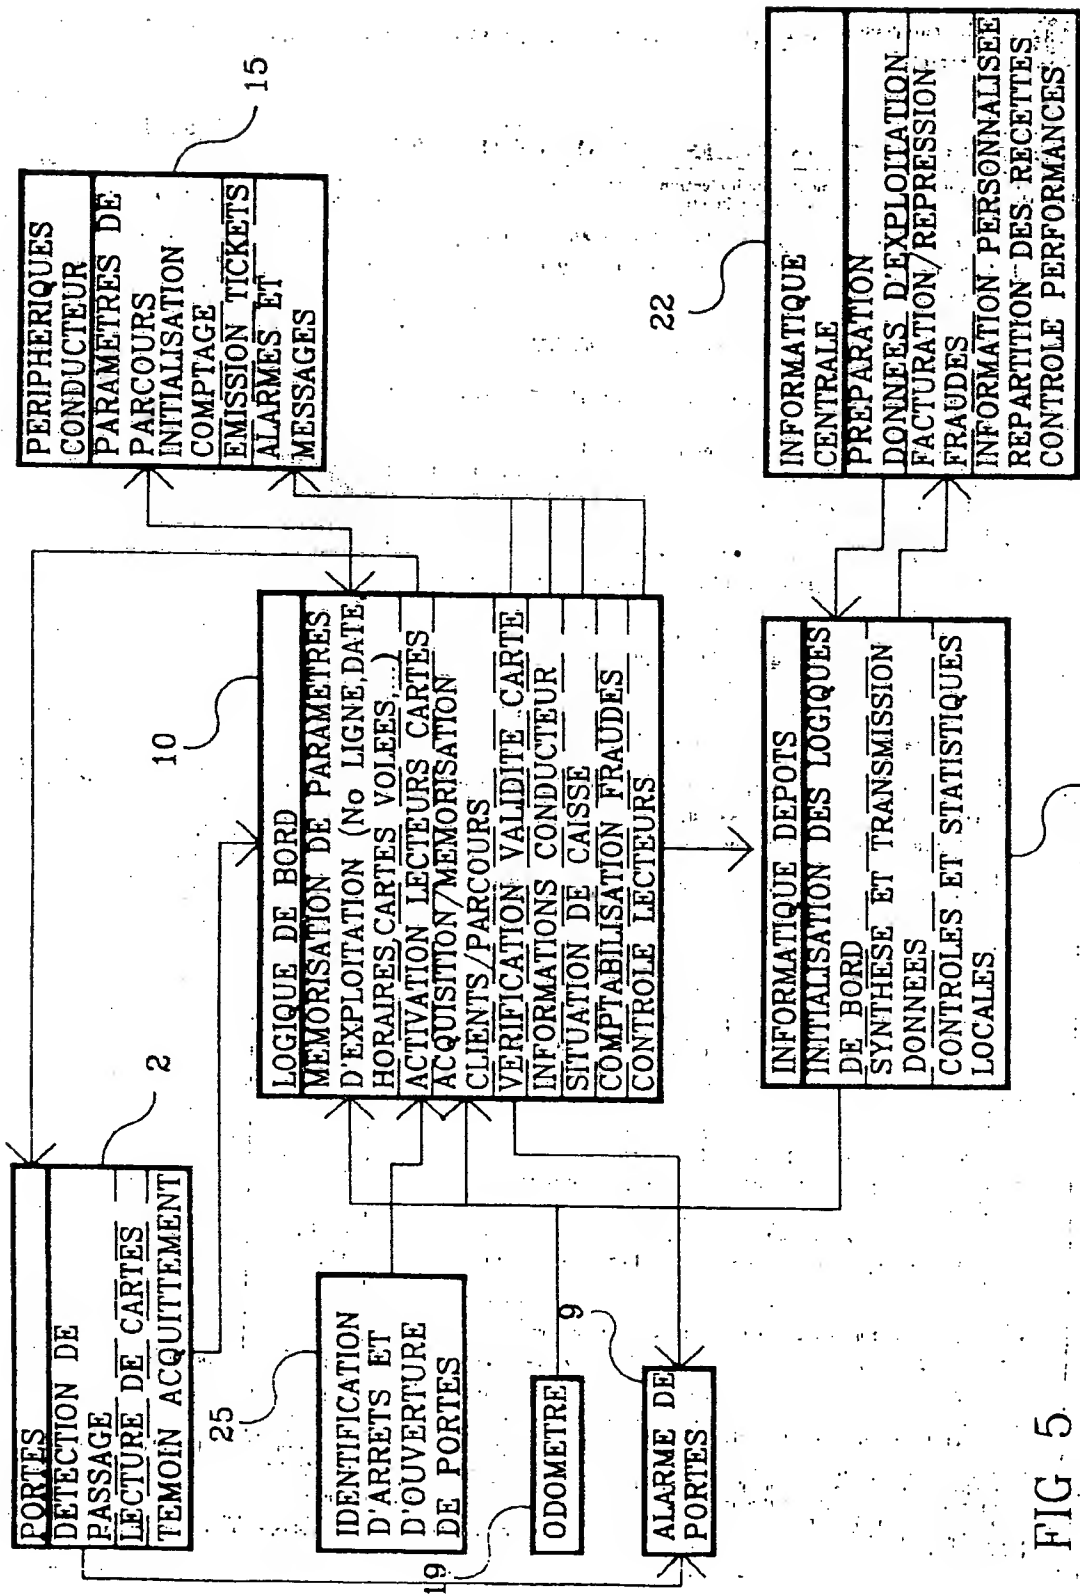 PORTES
DETECTION DE
PASSAGE
LECTURE DE CARTES
TEMOIN ACQUITTEMENT
2
IDENTIFICATION
D'ARRETS ET
D'OUVERTURE
DE PORTES
25
ODOMETRE
19
ALARME DE
PORTES
9
LOGIQUE DE BORD
MEMORISATION DE PARAMETRES
D'EXPLOITATION (No LIGNE,DATE
HORAIRES,CARTES VOLEES,...)
ACTIVATION LECTEURS CARTES
ACQUISITION/MEMORISATION
CLIENTS/PARCOURS
VERIFICATION VALIDITE CARTE
INFORMATIONS CONDUCTEUR
SITUATION DE CAISSE
COMPTABILISATION FRAUDES
CONTROLE LECTEURS
10
INFORMATIQUE DEPOTS
INITIALISATION DES LOGIQUES
DE BORD
SYNTHESE ET TRANSMISSION
DONNEES
CONTROLES ET STATISTIQUES
LOCALES
PERIPHERIQUES
CONDUCTEUR
PARAMETRES DE
PARCOURS
INITIALISATION
COMPTAGE
EMISSION TICKETS
ALARMES ET
MESSAGES
15
INFORMATIQUE
CENTRALE
PREPARATION
DONNEES D'EXPLOITATION
FACTURATION/REPRESSION
FRAUDES
INFORMATION PERSONNALISEE
REPARTITION DES RECETTES
CONTROLE PERFORMANCES
22
FIG 5